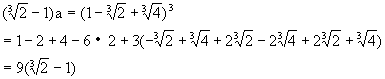 (∛2 − 1)a = (1 − ∛2 + ∛4)³
= 1 − 2 + 4 − 6 • 2 + 3(−∛2 + ∛4 + 2∛2 − 2∛4 + 2∛2 + ∛4)
= 9(∛2 − 1)